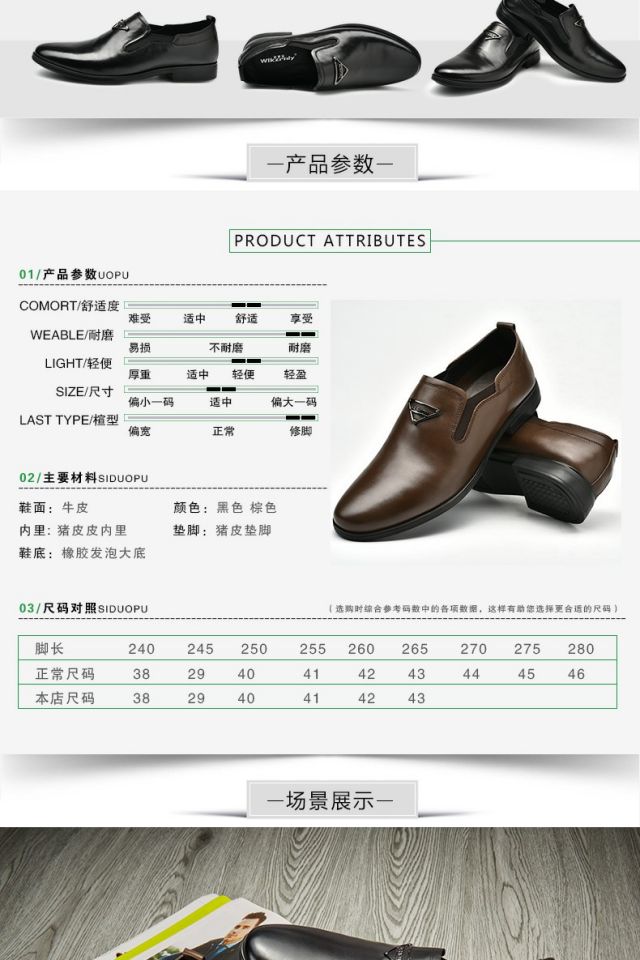 Wlkernly
产品参数
PRODUCT ATTRIBUTES
01/产品参数UOPU
COMORT/舒适度
难受 适中 舒适 享受
WEABLE/耐磨
易损 不耐磨 耐磨
LIGHT/轻便
厚重 适中 轻便 轻盈
SIZE/尺寸
偏小一码 适中 偏大一码
LAST TYPE/楦型
偏宽 正常 修脚
02/主要材料SIDUOPU
鞋面：牛皮 颜色：黑色 棕色
内里：猪皮皮内里 垫脚：猪皮垫脚
鞋底：橡胶发泡大底
03/尺码对照SIDUOPU （选购时综合参考码数中的各项数据，这样有助您选择更合适的尺码）
脚长 240 245 250 255 260 265 270 275 280
正常尺码 38 29 40 41 42 43 44 45 46
本店尺码 38 29 40 41 42 43
场景展示